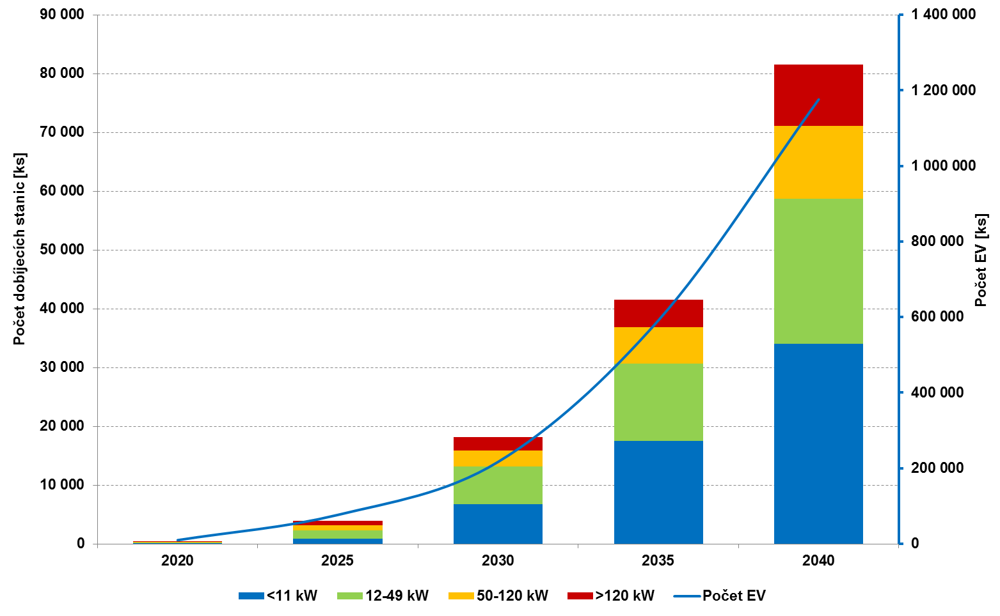 90 000
80 000
70 000
60 000
50 000
40 000
30 000
20 000
10 000
0
Počet dobíjecích stanic [ks]
1 400 000
1 200 000
1 000 000
800 000
600 000
400 000
200 000
0
Počet EV [ks]
2020 2025 2030 2035 2040
<11 kW 12-49 kW 50-120 kW >120 kW Počet EV